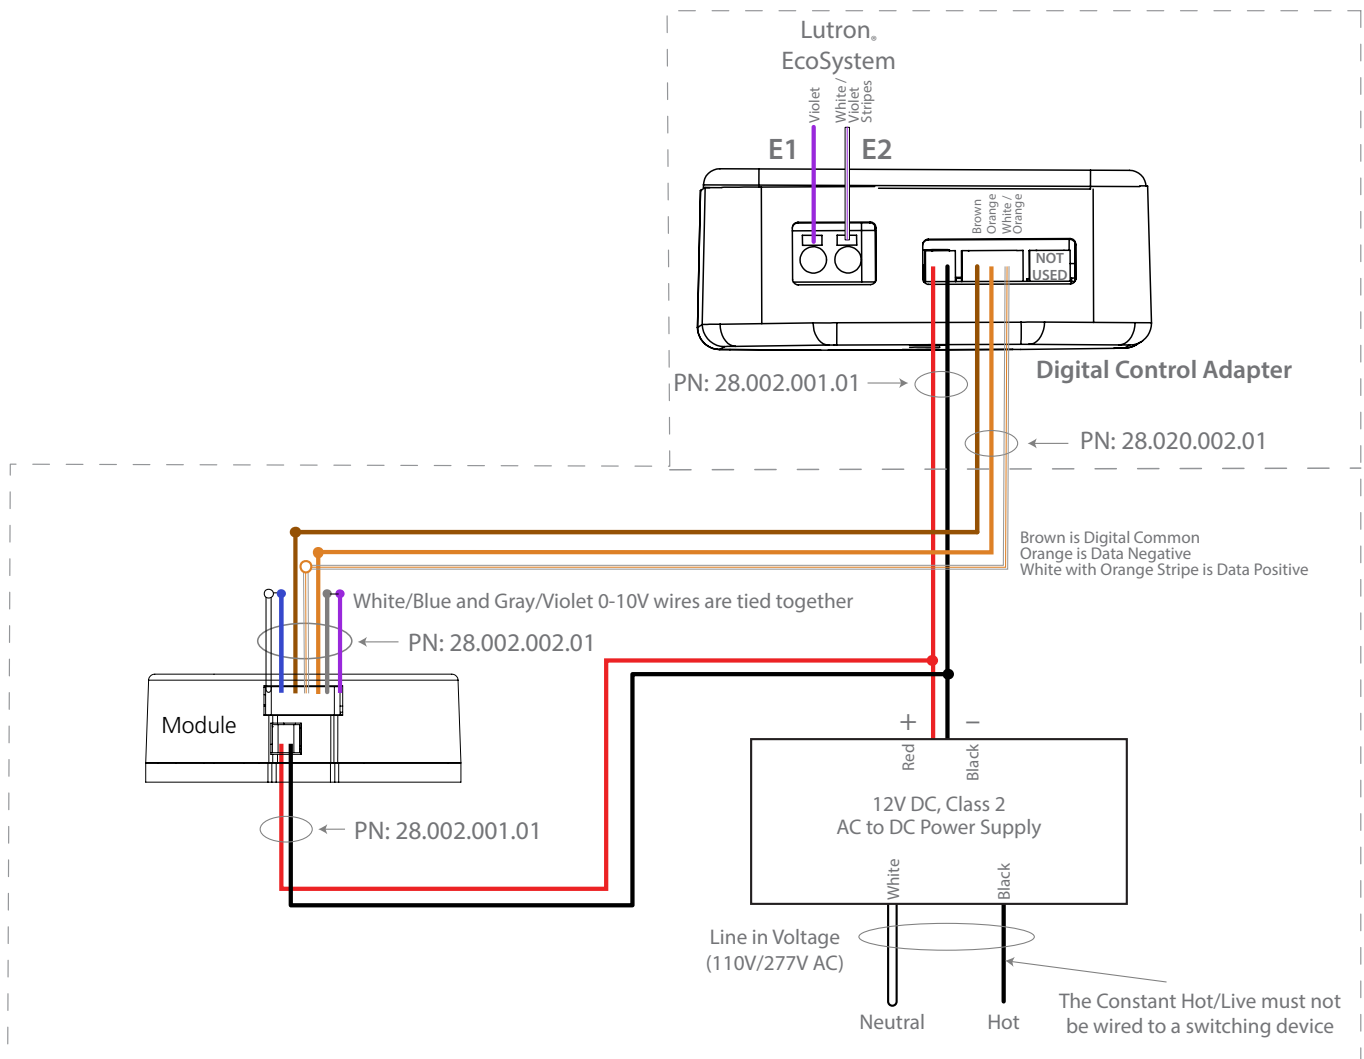 Lutron®
EcoSystem
Violet
White /
Violet
Stripes
E1
E2
Brown
Orange
White /
Orange
NOT
USED
PN: 28.002.001.01
Digital Control Adapter
PN: 28.020.002.01
Brown is Digital Common
Orange is Data Negative
White with Orange Stripe is Data Positive
White/Blue and Gray/Violet 0-10V wires are tied together
PN: 28.002.002.01
Module
PN: 28.002.001.01
+
–
Red
Black
12V DC, Class 2
AC to DC Power Supply
White
Black
Line in Voltage
(110V/277V AC)
The Constant Hot/Live must not
be wired to a switching device
Neutral
Hot